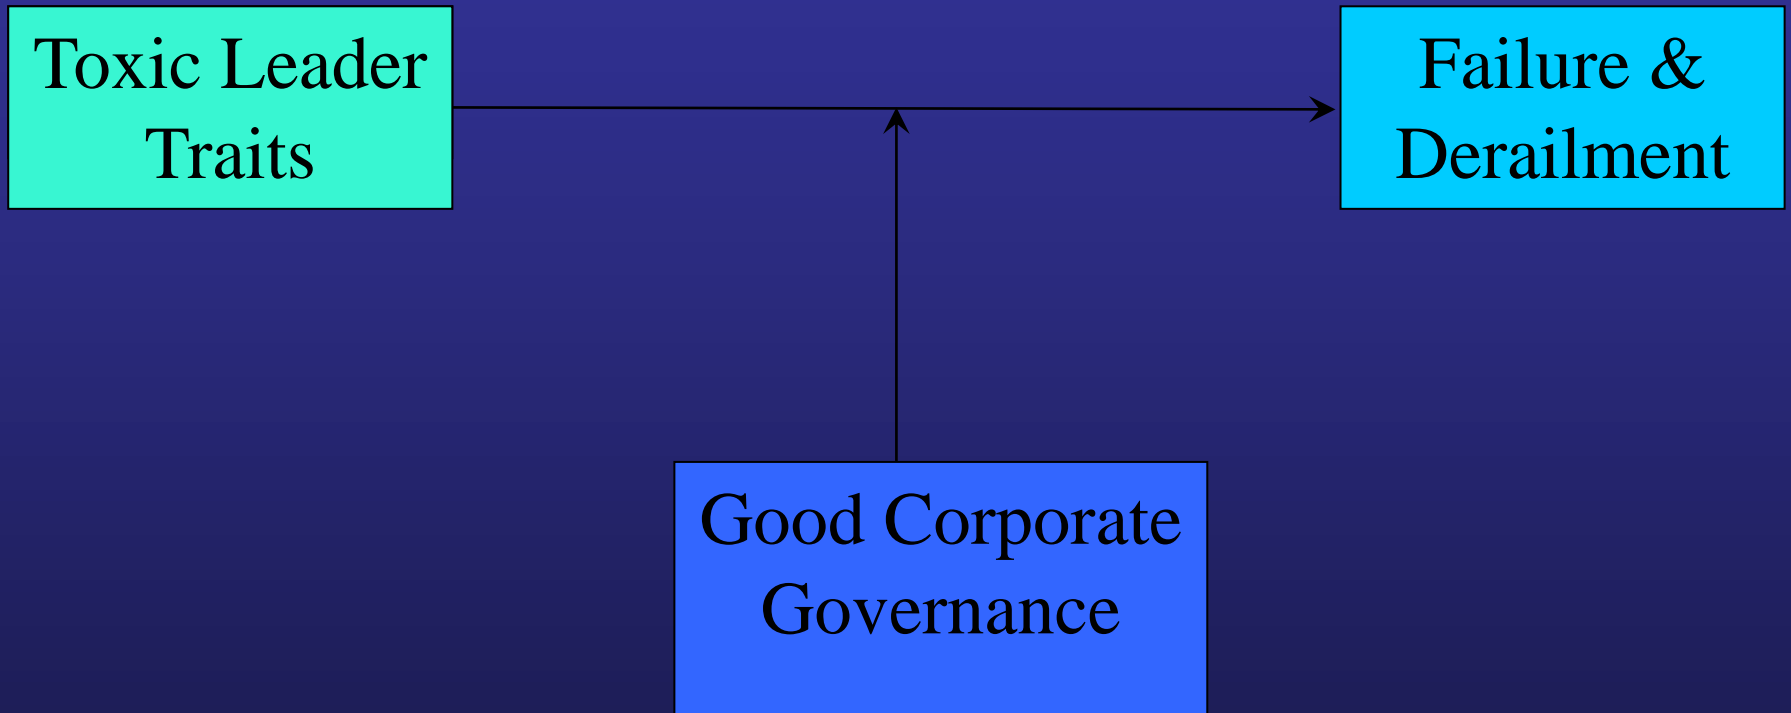 Toxic Leader
Traits
Failure &
Derailment
Good Corporate
Governance